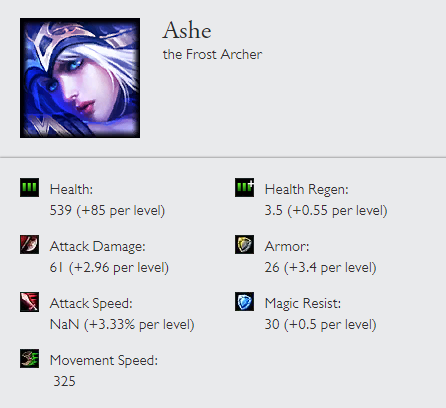 Ashe
the Frost Archer
Health:
539 (+85 per level)
Health Regen:
3.5 (+0.55 per level)
Attack Damage:
61 (+2.96 per level)
Armor:
26 (+3.4 per level)
Attack Speed:
NaN (+3.33% per level)
Magic Resist:
30 (+0.5 per level)
Movement Speed:
325